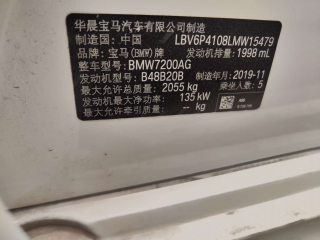 华晨宝马汽车有限公司制造
制造国：中国 LBV6P4108LMW15479
品牌：宝马(BMW)牌 发动机排量：1998 mL
整车型号：BMW7200AG
发动机型号：B48B20B 制造年月：2019-11
最大允许总质量：2055 kg 乘坐人数：5
发动机最大净功率：135 kW
最大允许牵引质量：-- kg